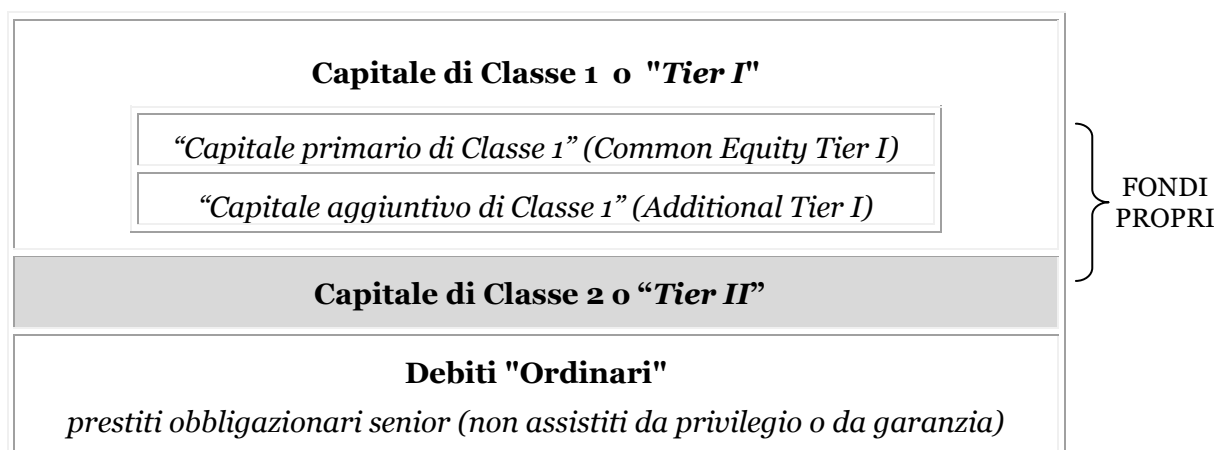 Capitale di Classe 1 o "Tier I"
“Capitale primario di Classe 1” (Common Equity Tier I)
“Capitale aggiuntivo di Classe 1” (Additional Tier I)
FONDI
PROPRI
Capitale di Classe 2 o “Tier II”
Debiti "Ordinari"
prestiti obbligazionari senior (non assistiti da privilegio o da garanzia)